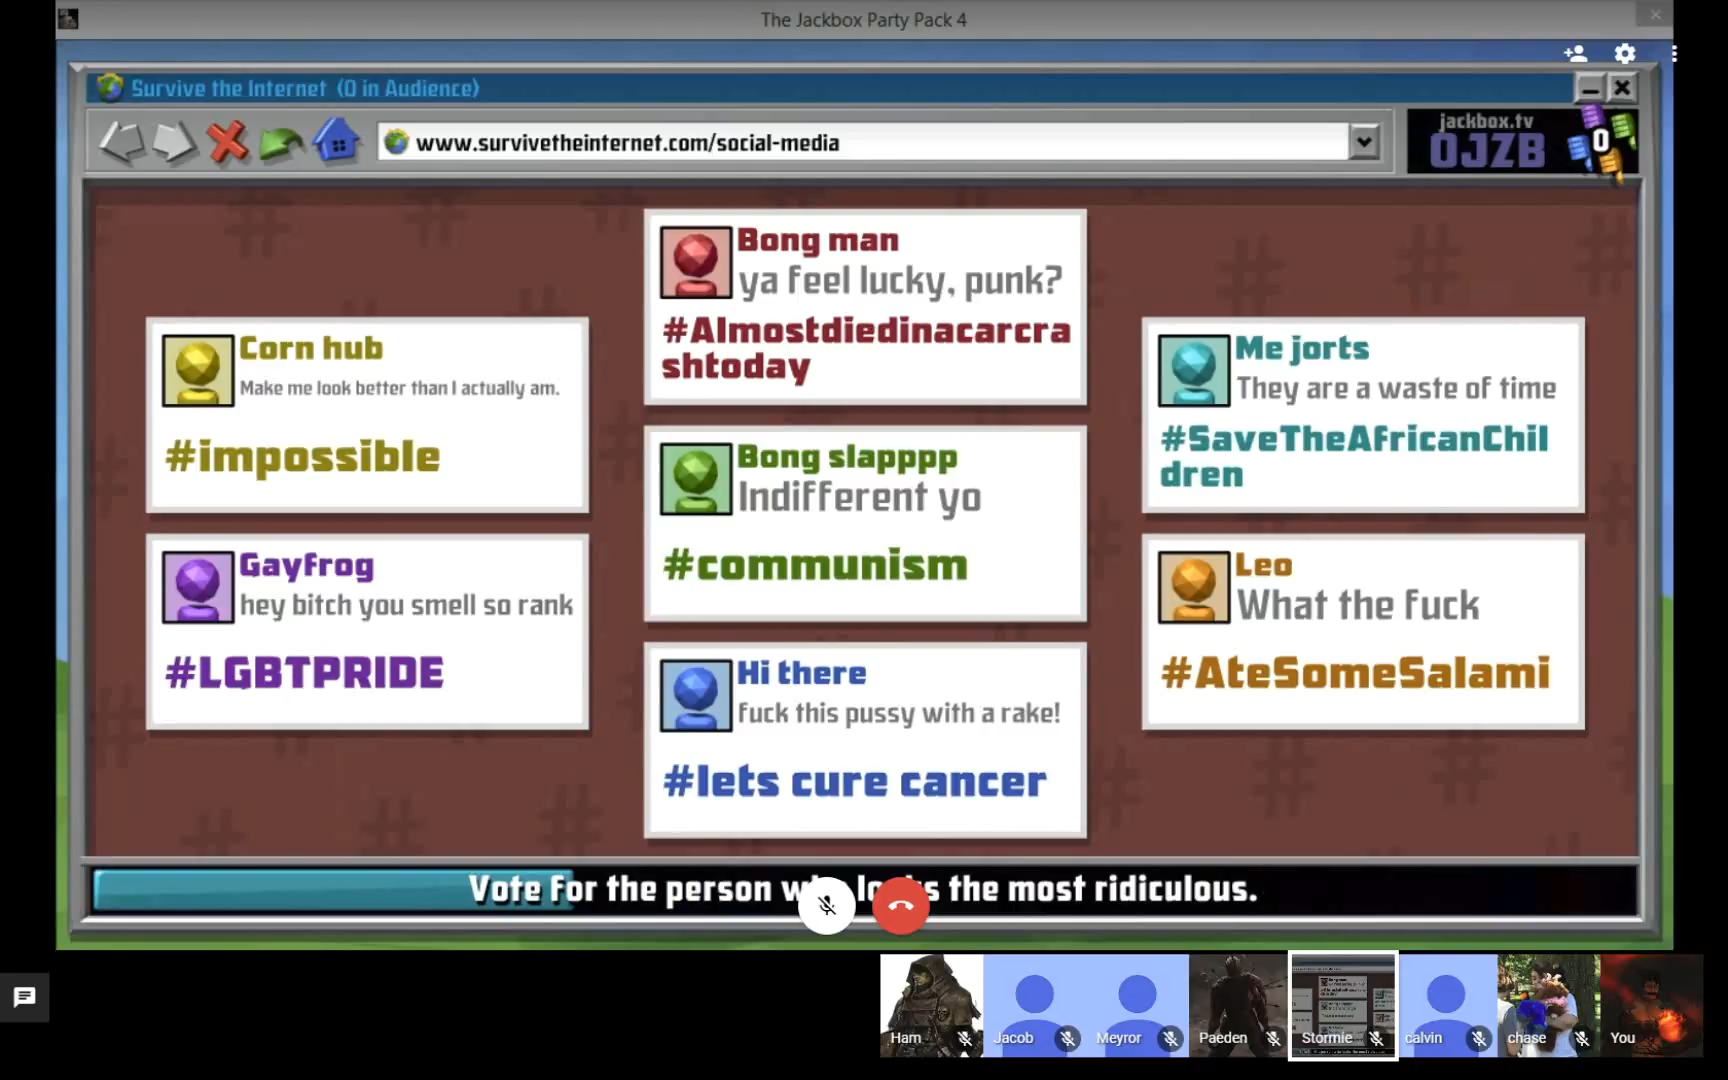 The Jackbox Party Pack 4
Survive the Internet (0 in Audience)
www.survivetheinternet.com/social-media
jackbox.tv
OJZB
0
Bong man
ya feel lucky, punk?
#Almostdiedinacarcra
shtoday
Corn hub
Make me look better than I actually am.
#impossible
Me jorts
They are a waste of time
#SaveTheAfricanChil
dren
Bong slapppp
Indifferent yo
#communism
Gayfrog
hey bitch you smell so rank
#LGBTPRIDE
Leo
What the fuck
#AteSomeSalami
Hi there
fuck this pussy with a rake!
#lets cure cancer
Vote for the person the most ridiculous.
Ham
Jacob
Meyror
Paeden
Stormie
calvin
chase
You